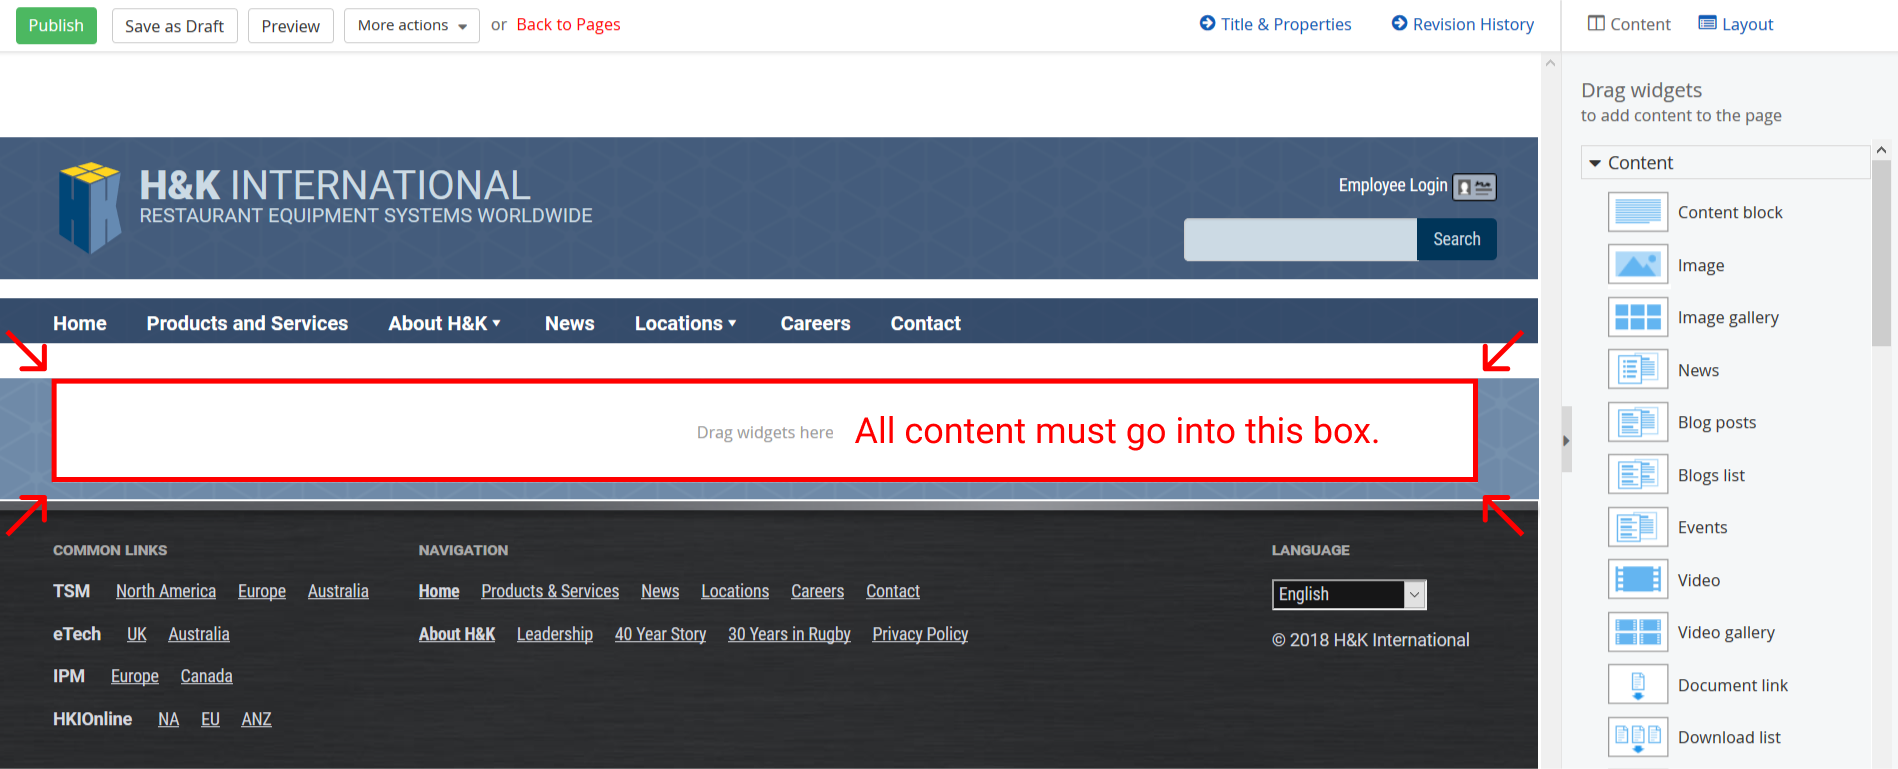 Publish Save as Draft Preview More actions or Back to Pages Title & Properties Revision History Content Layout
Drag widgets
to add content to the page
Content
Content block
Image
Image gallery
News
Blog posts
Blogs list
Events
Video
Video gallery
Document link
Download list
H&K INTERNATIONAL
RESTAURANT EQUIPMENT SYSTEMS WORLDWIDE
Employee Login
Search
Home Products and Services About H&K News Locations Careers Contact
Drag widgets here All content must go into this box.
COMMON LINKS
TSM North America Europe Australia
eTech UK Australia
IPM Europe Canada
HKIOnline NA EU ANZ
NAVIGATION
Home Products & Services News Locations Careers Contact
About H&K Leadership 40 Year Story 30 Years in Rugby Privacy Policy
LANGUAGE
English
© 2018 H&K International